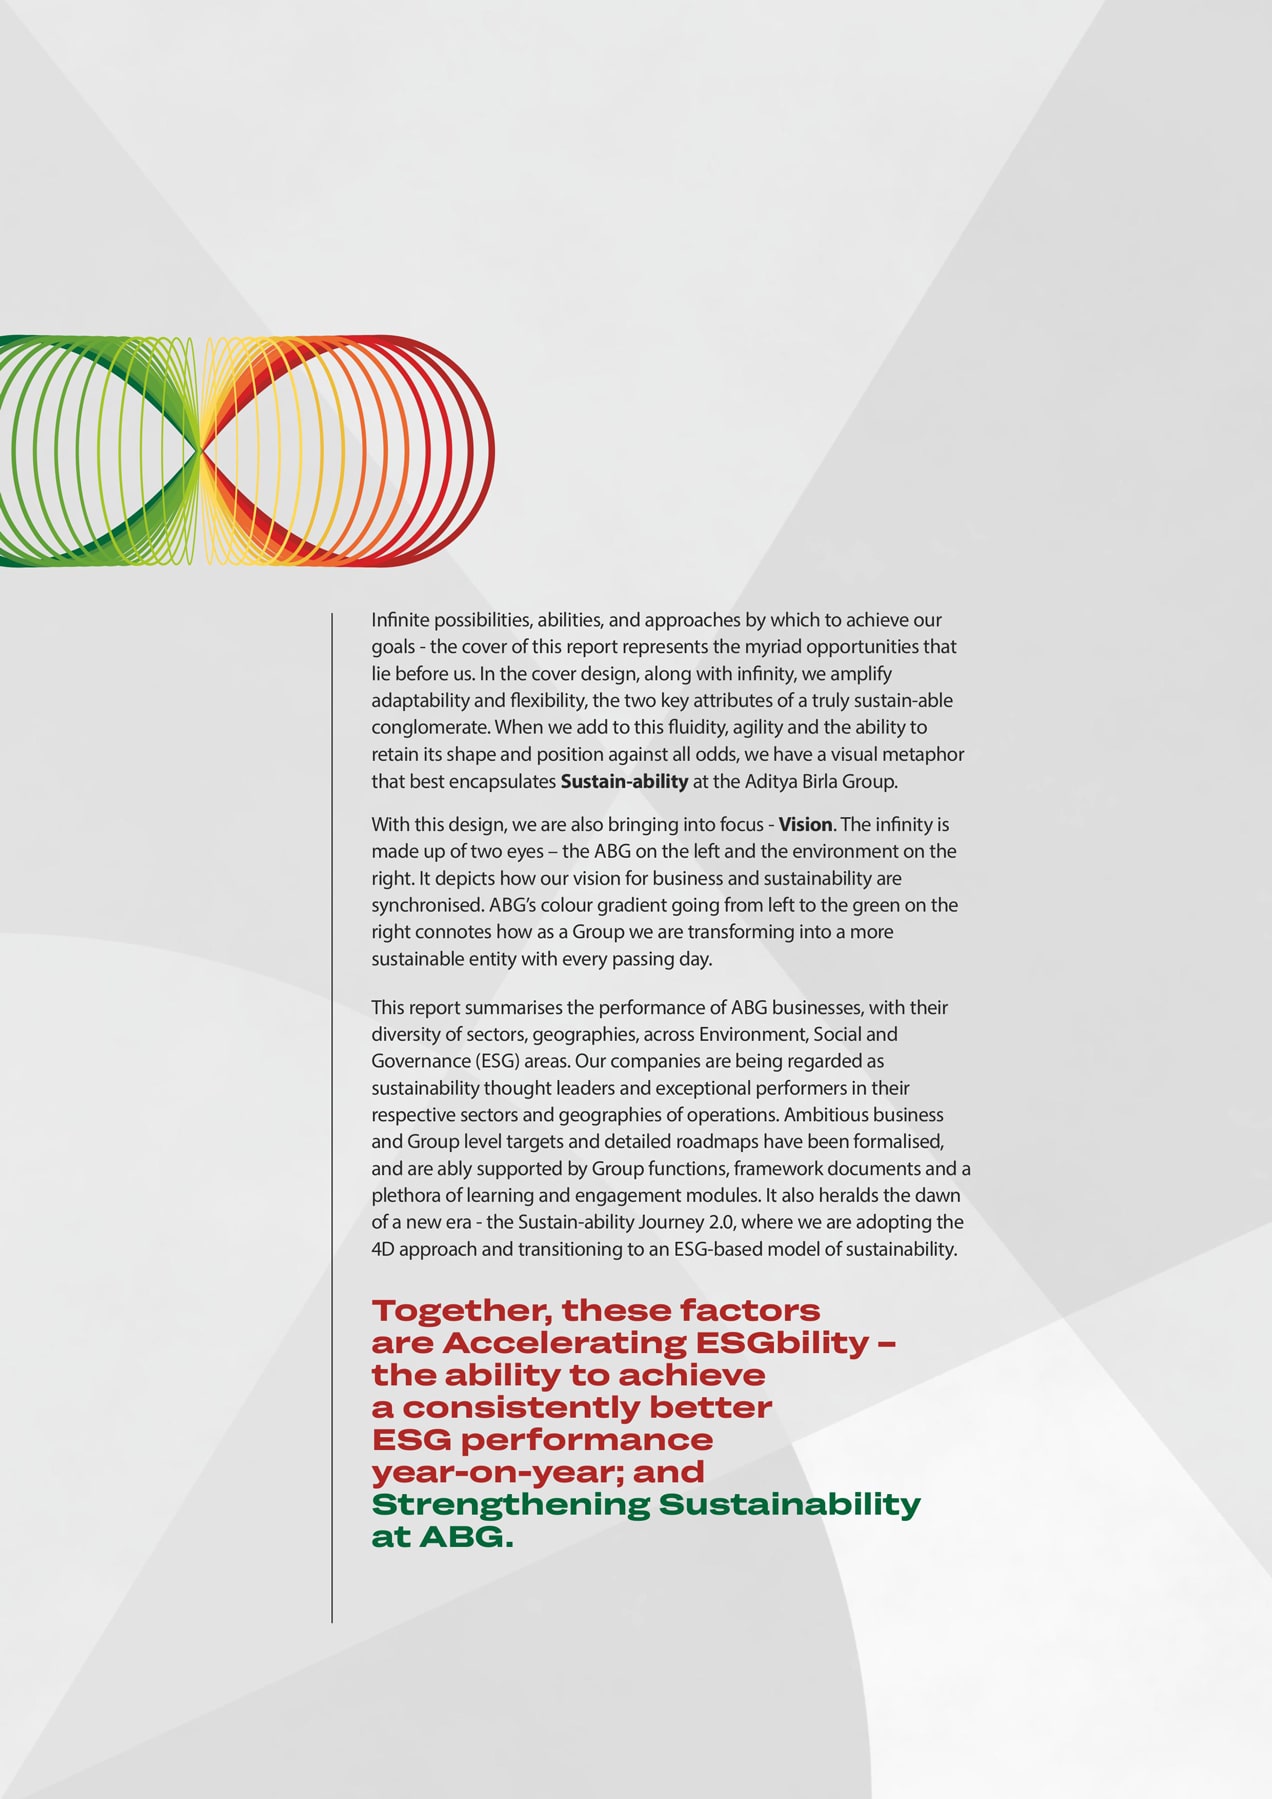 Infinite possibilities, abilities, and approaches by which to achieve our
goals - the cover of this report represents the myriad opportunities that
lie before us. In the cover design, along with infinity, we amplify
adaptability and flexibility, the two key attributes of a truly sustain-able
conglomerate. When we add to this fluidity, agility and the ability to
retain its shape and position against all odds, we have a visual metaphor
that best encapsulates Sustain-ability at the Aditya Birla Group.
With this design, we are also bringing into focus - Vision. The infinity is
made up of two eyes – the ABG on the left and the environment on the
right. It depicts how our vision for business and sustainability are
synchronised. ABG’s colour gradient going from left to the green on the
right connotes how as a Group we are transforming into a more
sustainable entity with every passing day.
This report summarises the performance of ABG businesses, with their
diversity of sectors, geographies, across Environment, Social and
Governance (ESG) areas. Our companies are being regarded as
sustainability thought leaders and exceptional performers in their
respective sectors and geographies of operations. Ambitious business
and Group level targets and detailed roadmaps have been formalised,
and are ably supported by Group functions, framework documents and a
plethora of learning and engagement modules. It also heralds the dawn
of a new era - the Sustain-ability Journey 2.0, where we are adopting the
4D approach and transitioning to an ESG-based model of sustainability.
Together, these factors
are Accelerating ESGbility –
the ability to achieve
a consistently better
ESG performance
year-on-year; and
Strengthening Sustainability
at ABG.